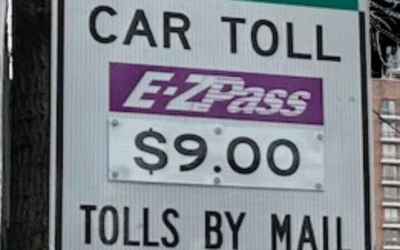 CAR TOLL
E-ZPass
$9.00
TOLLS BY MAIL